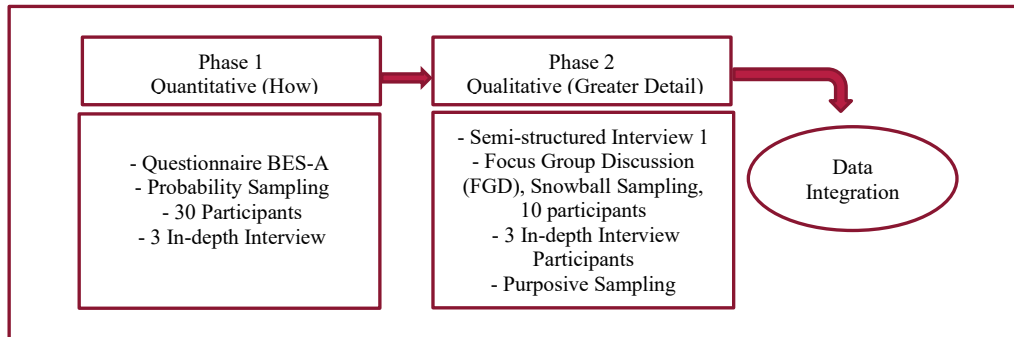 Phase 1
Quantitative (How)
- Questionnaire BES-A
- Probability Sampling
- 30 Participants
- 3 In-depth Interview
Phase 2
Qualitative (Greater Detail)
- Semi-structured Interview 1
- Focus Group Discussion
(FGD), Snowball Sampling,
10 participants
- 3 In-depth Interview
Participants
- Purposive Sampling
Data
Integration